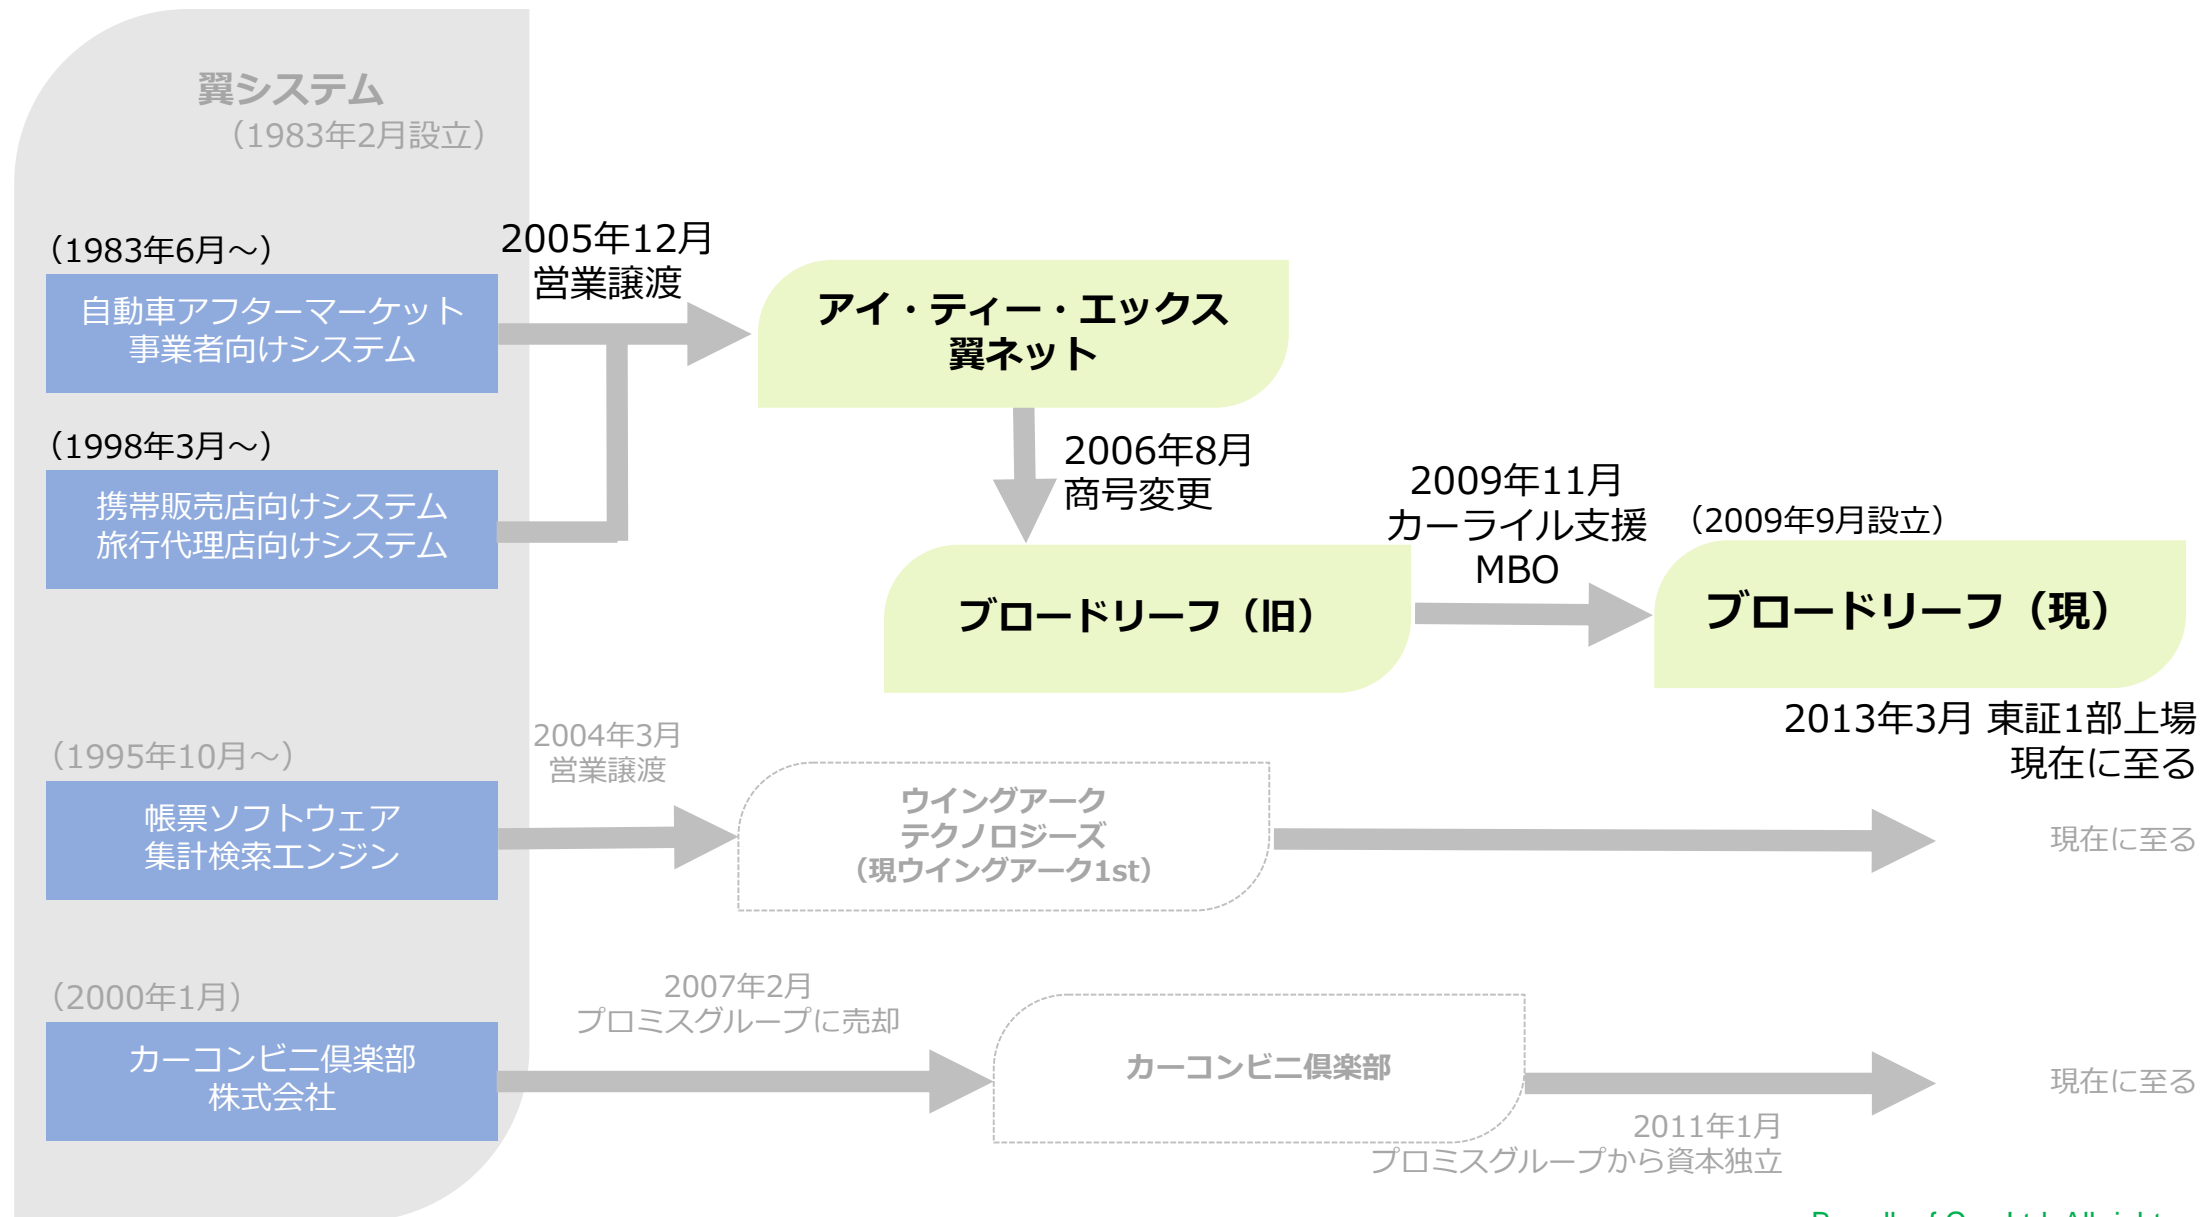 翼システム
（1983年2月設立）
（1983年6月～）
自動車アフターマーケット
事業者向けシステム
2005年12月
営業譲渡
アイ・ティー・エックス
翼ネット
（1998年3月～）
携帯販売店向けシステム
旅行代理店向けシステム
2006年8月
商号変更
ブロードリーフ（旧）
2009年11月
カーライル支援
MBO
（2009年9月設立）
ブロードリーフ（現）
2013年3月 東証1部上場
現在に至る
（1995年10月～）
帳票ソフトウェア
集計検索エンジン
2004年3月
営業譲渡
ウイングアーク
テクノロジーズ
（現ウイングアーク1st）
現在に至る
（2000年1月）
カーコンビニ倶楽部
株式会社
2007年2月
プロミスグループに売却
カーコンビニ倶楽部
2011年1月
プロミスグループから資本独立
現在に至る